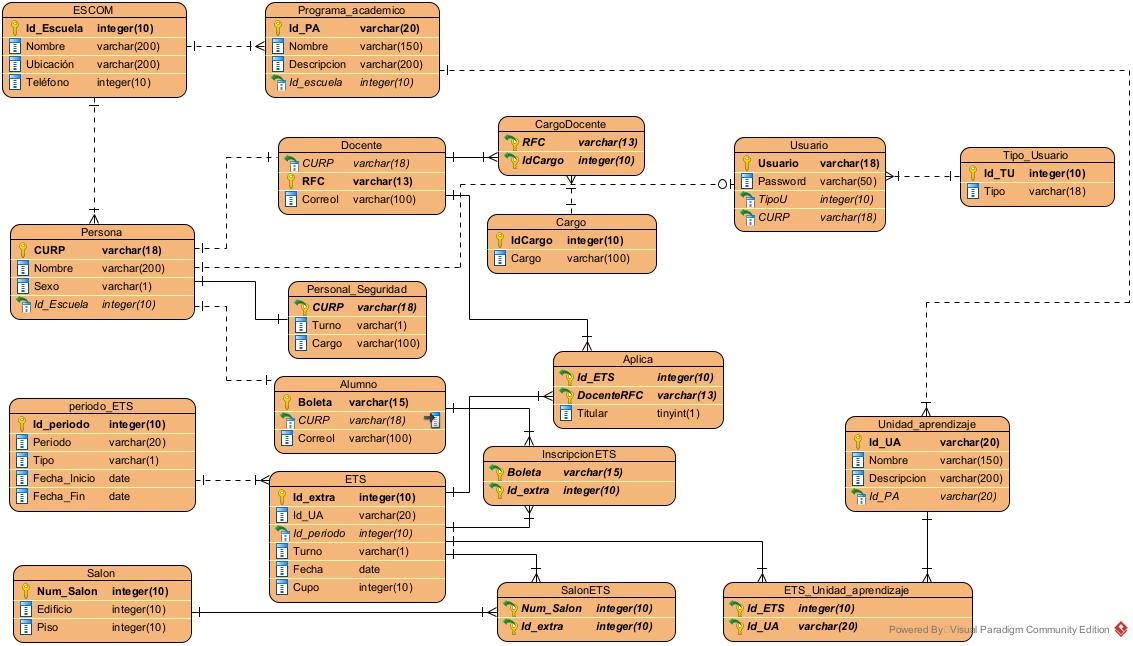 ESCOM
Id_Escuela integer(10)
Nombre varchar(200)
Ubicación varchar(200)
Teléfono integer(10)
Programa_academico
Id_PA varchar(20)
Nombre varchar(150)
Descripcion varchar(200)
Id_escuela integer(10)
Docente
CURP varchar(18)
RFC varchar(13)
CorreoI varchar(100)
CargoDocente
RFC varchar(13)
IdCargo integer(10)
Usuario
Usuario varchar(18)
Password varchar(50)
TipoU integer(10)
CURP varchar(18)
Tipo_Usuario
Id_TU integer(10)
Tipo varchar(18)
Cargo
IdCargo integer(10)
Cargo varchar(100)
Persona
CURP varchar(18)
Nombre varchar(200)
Sexo varchar(1)
Id_Escuela integer(10)
Personal_Seguridad
CURP varchar(18)
Turno varchar(1)
Cargo varchar(100)
Aplica
Id_ETS integer(10)
DocenteRFC varchar(13)
Titular tinyint(1)
Alumno
Boleta varchar(15)
CURP varchar(18)
CorreoI varchar(100)
periodo_ETS
Id_periodo integer(10)
Periodo varchar(20)
Tipo varchar(1)
Fecha_Inicio date
Fecha_Fin date
InscripcionETS
Boleta varchar(15)
Id_extra integer(10)
Unidad_aprendizaje
Id_UA varchar(20)
Nombre varchar(150)
Descripcion varchar(200)
Id_PA varchar(20)
ETS
Id_extra integer(10)
Id_UA varchar(20)
Id_periodo integer(10)
Turno varchar(1)
Fecha date
Cupo integer(10)
Salon
Num_Salon integer(10)
Edificio integer(10)
Piso integer(10)
SalonETS
Num_Salon integer(10)
Id_extra integer(10)
ETS_Unidad_aprendizaje
Id_ETS integer(10)
Id_UA varchar(20)
Powered By Visual Paradigm Community Edition